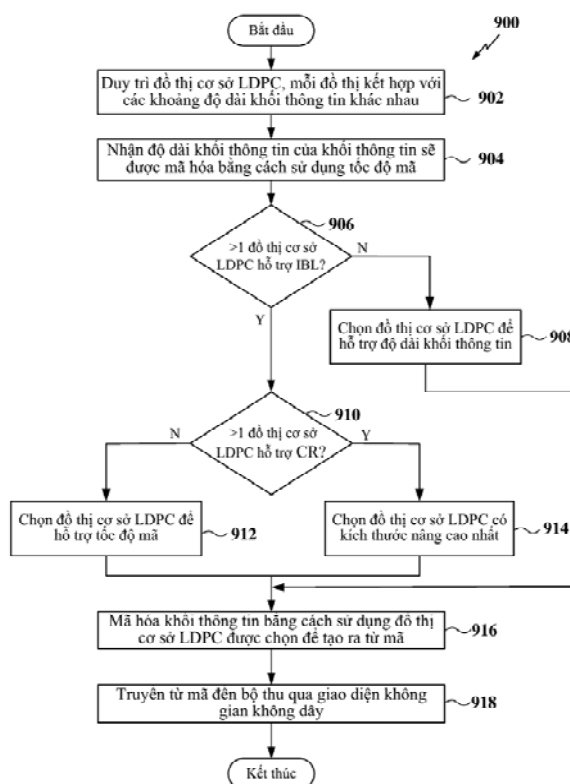 Bắt đầu
900
Duy trì đồ thị cơ sở LDPC, mỗi đồ thị kết hợp với
các khoảng độ dài khối thông tin khác nhau
902
Nhận độ dài khối thông tin của khối thông tin sẽ
được mã hóa bằng cách sử dụng tốc độ mã
904
906
>1 đồ thị cơ sở
LDPC hỗ trợ IBL?
N
Y
Chọn đồ thị cơ sở LDPC để
hỗ trợ độ dài khối thông tin
908
910
>1 đồ thị cơ sở
LDPC hỗ trợ CR?
N
Y
Chọn đồ thị cơ sở LDPC để
hỗ trợ tốc độ mã
912
Chọn đồ thị cơ sở LDPC có
kích thước nâng cao nhất
914
Mã hóa khối thông tin bằng cách sử dụng đồ thị
cơ sở LDPC được chọn để tạo ra từ mã
916
Truyền từ mã đến bộ thu qua giao diện không
gian không dây
918
Kết thúc